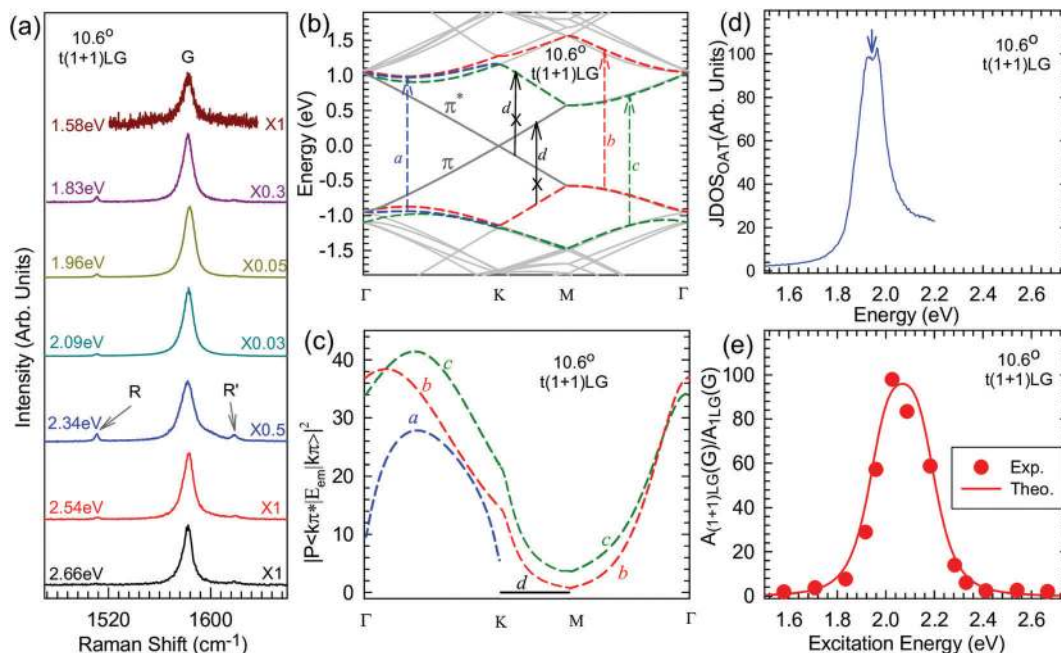 (a)
10.6°
t(1+1)LG
G
1.58eV
X1
1.83eV
X0.3
1.96eV
X0.05
2.09eV
X0.03
R
R'
2.34eV
X0.5
2.54eV
X1
2.66eV
X1
1520
1600
Raman Shift (cm⁻¹)
Intensity (Arb. Units)
(b)
10.6°
t(1+1)LG
1.5
1.0
0.5
0.0
-0.5
-1.0
-1.5
Energy (eV)
π*
π
a
d
x
d
x
b
c
Γ
K
M
Γ
(c)
10.6°
t(1+1)LG
40
30
20
10
0
|P<kπ*|E_em|kπ>|²
a
b
c
d
c
b
Γ
K
M
Γ
(d)
10.6°
t(1+1)LG
100
80
60
40
20
0
JDOS_OAT(Arb. Units)
1.6
1.8
2.0
2.2
2.4
2.6
Energy (eV)
(e)
10.6°
t(1+1)LG
100
80
60
40
20
0
A_(1+1)LG(G)/A_1LG(G)
Exp.
Theo.
1.6
1.8
2.0
2.2
2.4
2.6
Excitation Energy (eV)